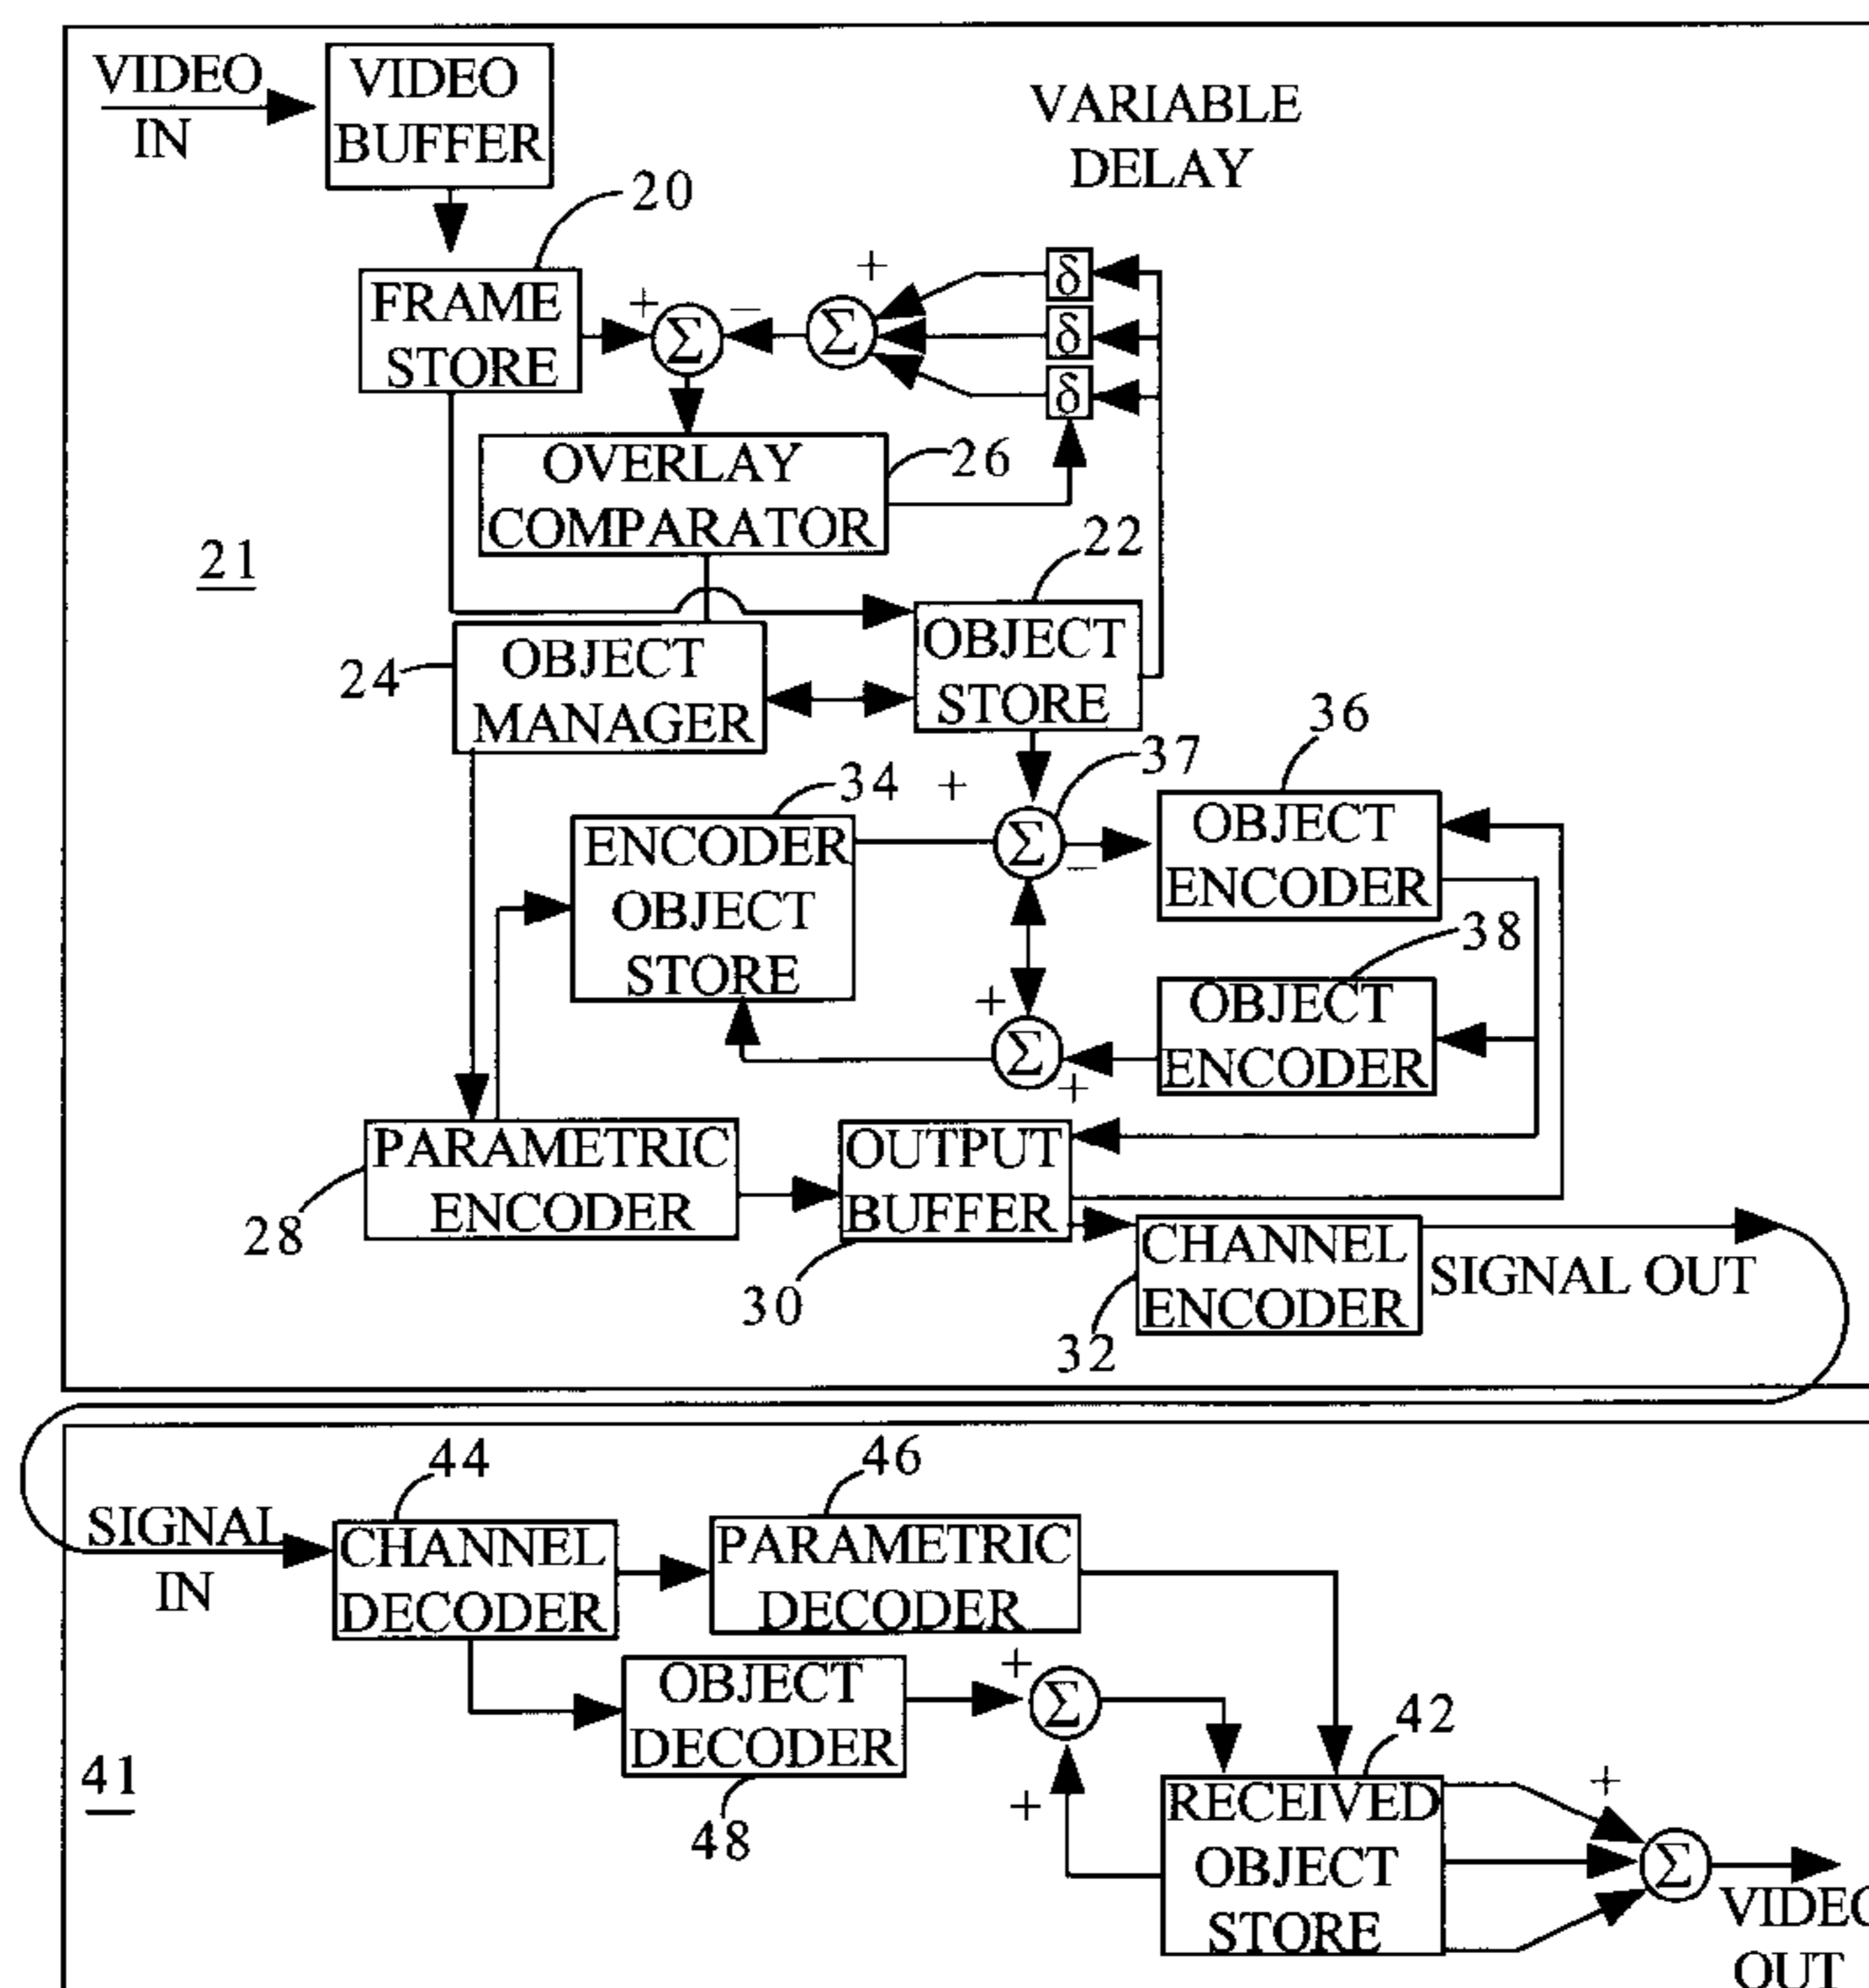 VIDEO
IN
VIDEO
BUFFER
VARIABLE
DELAY
20
FRAME
STORE
+
Σ
−
Σ
+
δ
δ
δ
OVERLAY
COMPARATOR
26
21
22
OBJECT
STORE
24
OBJECT
MANAGER
36
37
34
+
ENCODER
OBJECT
STORE
Σ
−
OBJECT
ENCODER
38
OBJECT
ENCODER
+
Σ
+
PARAMETRIC
ENCODER
28
OUTPUT
BUFFER
30
CHANNEL
ENCODER
32
SIGNAL OUT
44
46
SIGNAL
IN
CHANNEL
DECODER
PARAMETRIC
DECODER
OBJECT
DECODER
48
+
Σ
+
42
41
RECEIVED
OBJECT
STORE
+
Σ
VIDEO
OUT